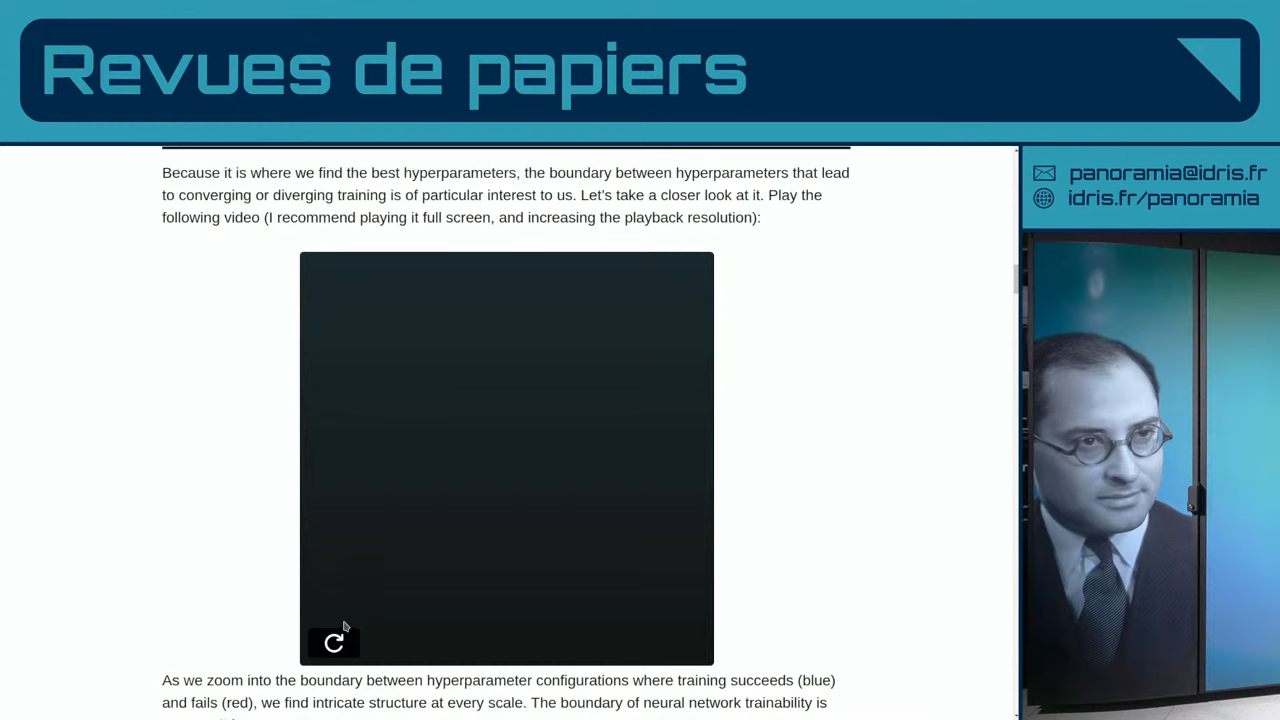 Revues de papiers
panoramia@idris.fr
idris.fr/panoramia
Because it is where we find the best hyperparameters, the boundary between hyperparameters that lead
to converging or diverging training is of particular interest to us. Let’s take a closer look at it. Play the
following video (I recommend playing it full screen, and increasing the playback resolution):
As we zoom into the boundary between hyperparameter configurations where training succeeds (blue)
and fails (red), we find intricate structure at every scale. The boundary of neural network trainability is